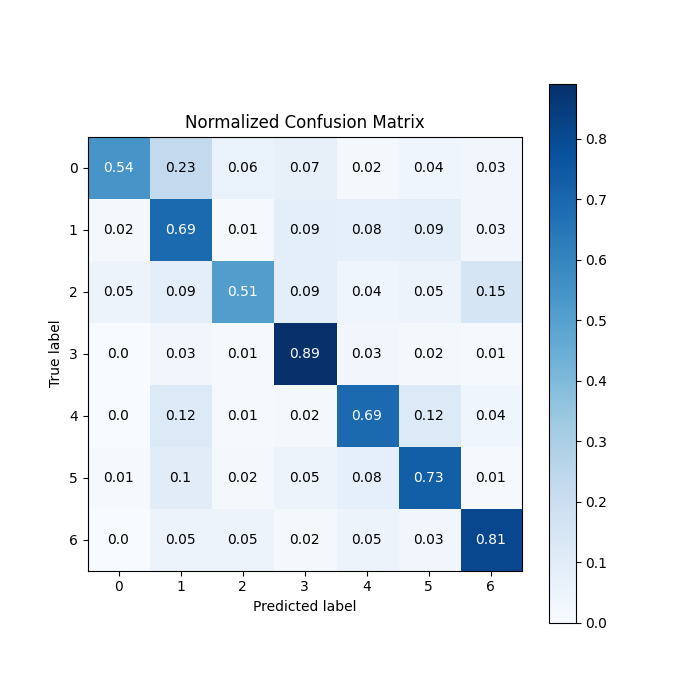 Normalized Confusion Matrix
0 0.54 0.23 0.06 0.07 0.02 0.04 0.03
1 0.02 0.69 0.01 0.09 0.08 0.09 0.03
2 0.05 0.09 0.51 0.09 0.04 0.05 0.15
3 0.0 0.03 0.01 0.89 0.03 0.02 0.01
4 0.0 0.12 0.01 0.02 0.69 0.12 0.04
5 0.01 0.1 0.02 0.05 0.08 0.73 0.01
6 0.0 0.05 0.05 0.02 0.05 0.03 0.81
0 1 2 3 4 5 6
True label
Predicted label
0.8
0.7
0.6
0.5
0.4
0.3
0.2
0.1
0.0